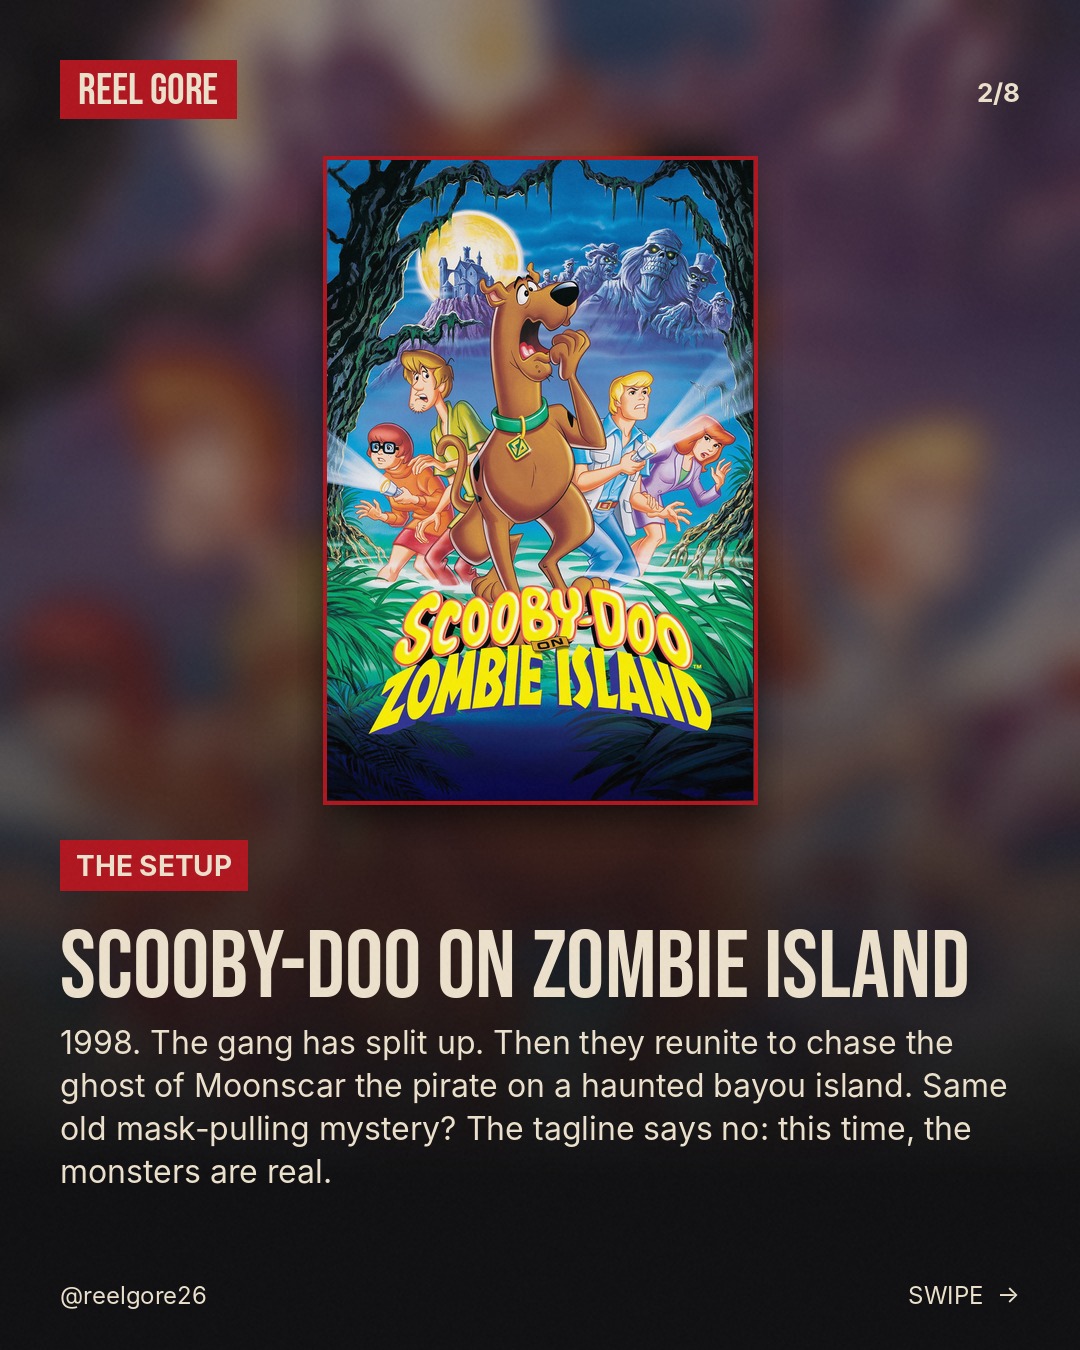 REEL GORE
2/8
SCOOBY-DOO
ON
ZOMBIE ISLAND
TM
THE SETUP
SCOOBY-DOO ON ZOMBIE ISLAND
1998. The gang has split up. Then they reunite to chase the
ghost of Moonscar the pirate on a haunted bayou island. Same
old mask-pulling mystery? The tagline says no: this time, the
monsters are real.
@reelgore26
SWIPE →